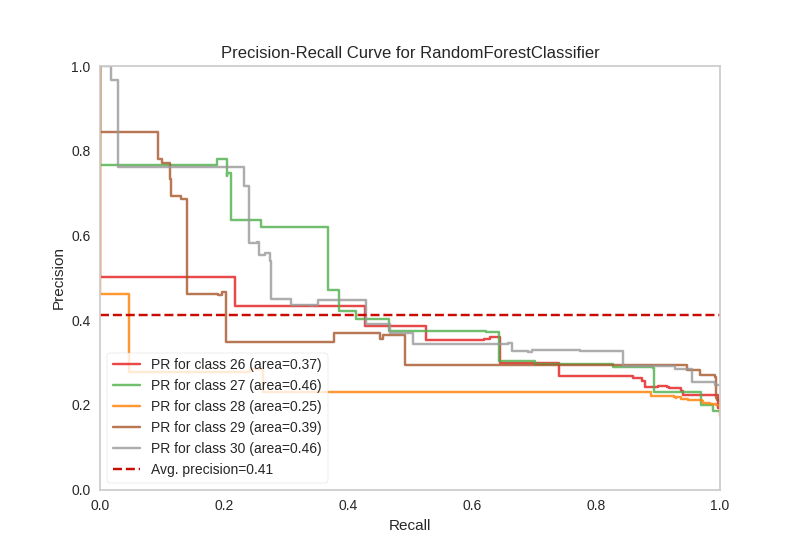 Precision-Recall Curve for RandomForestClassifier
1.0
0.8
0.6
0.4
0.2
0.0
Precision
PR for class 26 (area=0.37)
PR for class 27 (area=0.46)
PR for class 28 (area=0.25)
PR for class 29 (area=0.39)
PR for class 30 (area=0.46)
Avg. precision=0.41
0.0 0.2 0.4 0.6 0.8 1.0
Recall